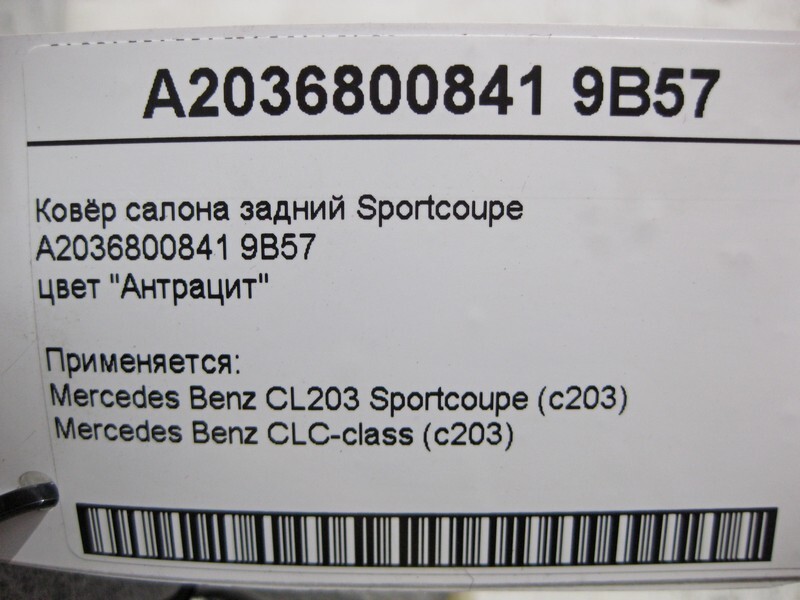 A2036800841 9B57
Ковёр салона задний Sportcoupe
A2036800841 9B57
цвет "Антрацит"
Применяется:
Mercedes Benz CL203 Sportcoupe (c203)
Mercedes Benz CLC-class (c203)